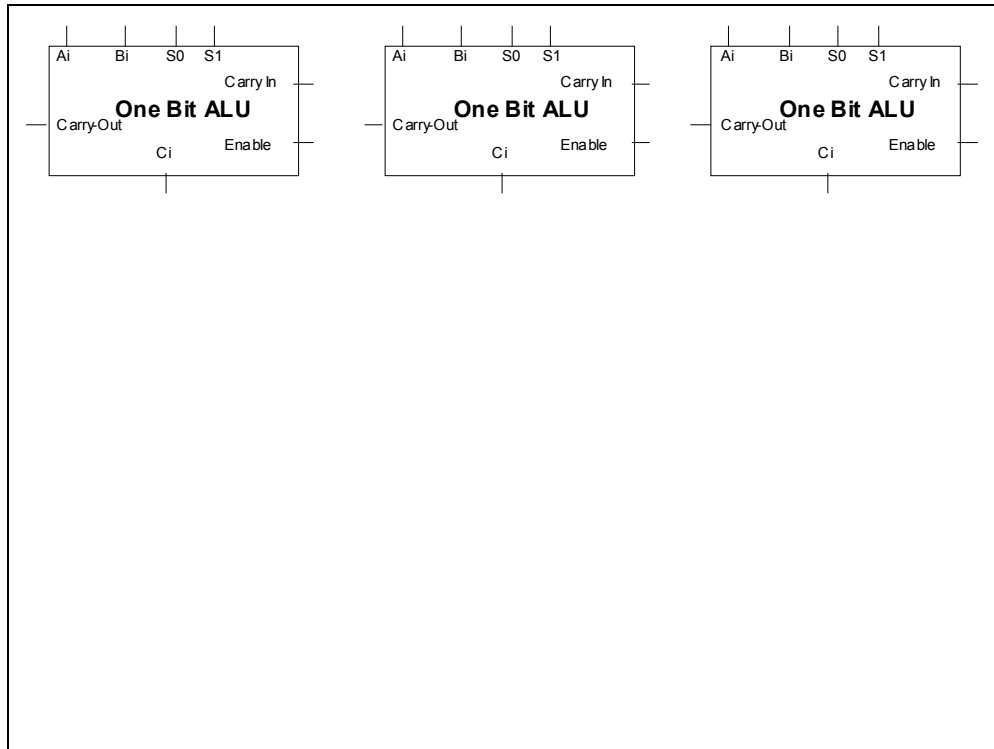 Ai Bi S0 S1
Carry In
One Bit ALU
Carry-Out
Enable
Ci
Ai Bi S0 S1
Carry In
One Bit ALU
Carry-Out
Enable
Ci
Ai Bi S0 S1
Carry In
One Bit ALU
Carry-Out
Enable
Ci